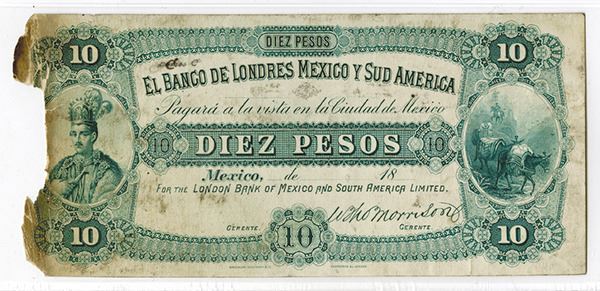 10 DIEZ PESOS 10
EL BANCO DE LONDRES MEXICO Y SUD AMERICA
Pagará á la vista en la Ciudad de México
10 DIEZ PESOS 10
Mexico, de 18
FOR THE LONDON BANK OF MEXICO AND SOUTH AMERICA LIMITED.
Morrison
GERENTE. GERENTE.
10 10 10